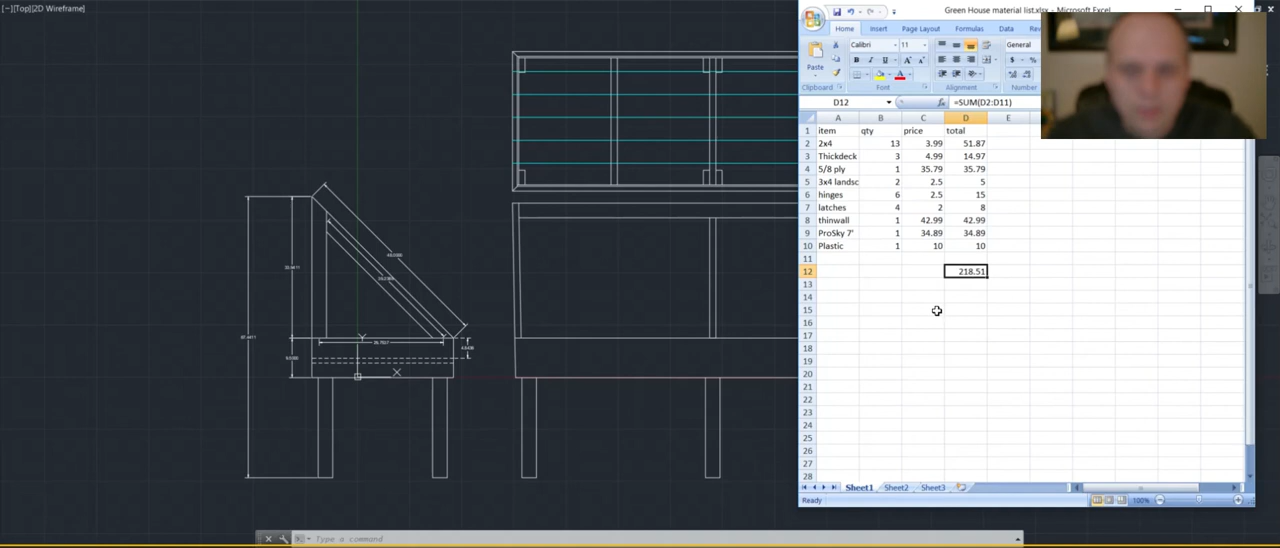 [−][Top][2D Wireframe]
Green House material list.xlsx - Microsoft Excel
Home Insert Page Layout Formulas Data
Paste
Calibri 11
General
B I U
Clipboard Font Alignment Number
D12 fx =SUM(D2:D11)
A B C D E
1 item qty price total
2 2x4 13 3.99 51.87
3 Thickdeck 3 4.99 14.97
4 5/8 ply 1 35.79 35.79
5 3x4 landsc 2 2.5 5
6 hinges 6 2.5 15
7 latches 4 2 8
8 thinwall 1 42.99 42.99
9 ProSky 7' 1 34.89 34.89
10 Plastic 1 10 10
11
12 218.51
13
14
15
16
17
18
19
20
21
22
23
24
25
26
27
28
Sheet1 Sheet2 Sheet3
Ready 100%
Y
X
Type a command